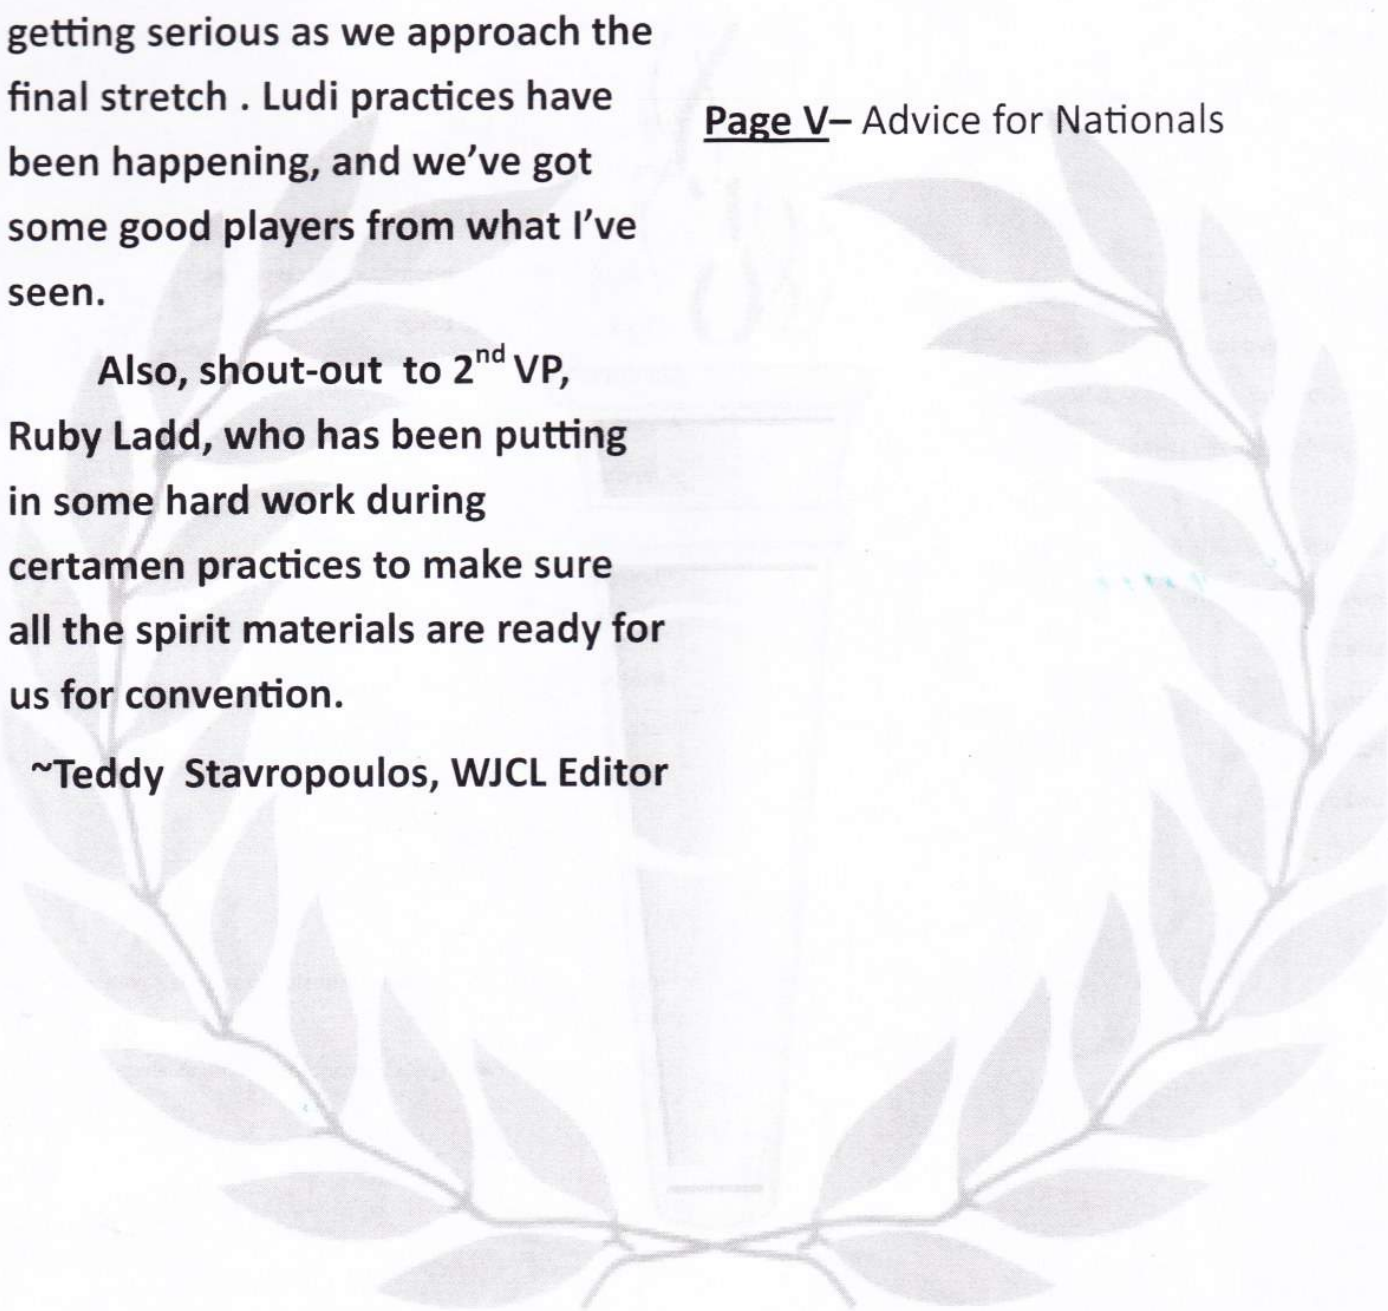 getting serious as we approach the
final stretch . Ludi practices have
been happening, and we've got
some good players from what I've
seen.
Also, shout-out  to 2nd VP,
Ruby Ladd, who has been putting
in some hard work during
certamen practices to make sure
all the spirit materials are ready for
us for convention.
~Teddy  Stavropoulos, WJCL Editor
Page V– Advice for Nationals